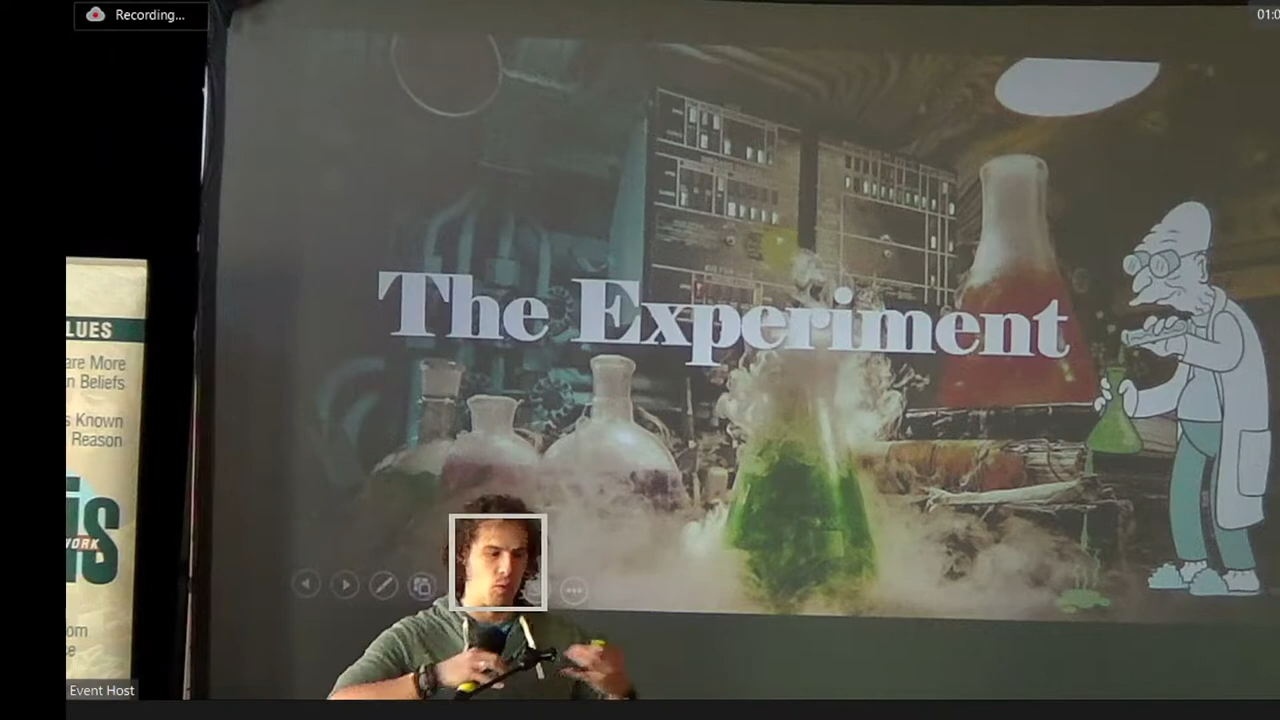 Recording...
01:0
LUES
are More
n Beliefs
s Known
Reason
is
WORK
om
e
The Experiment
Event Host